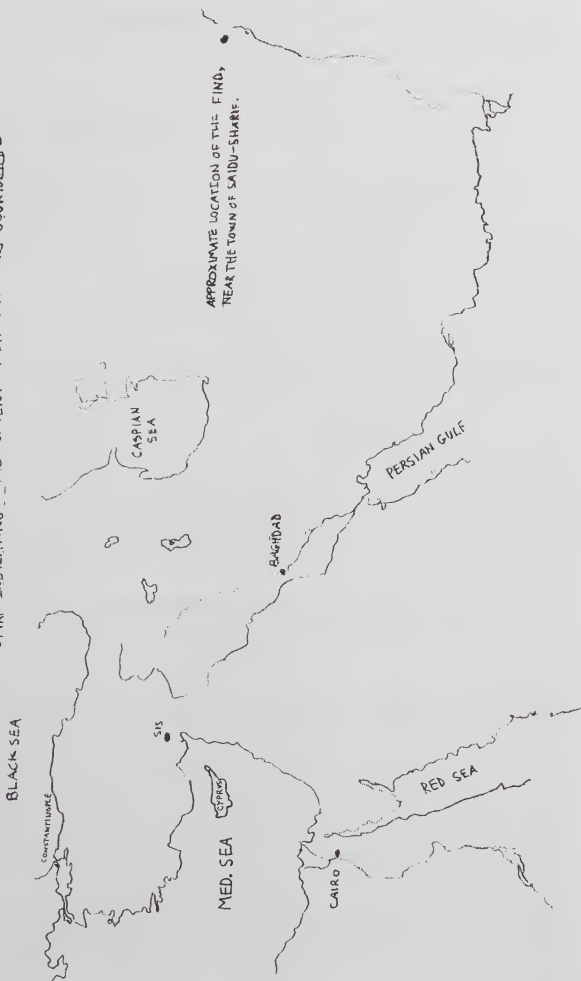 BLACK SEA
CONSTANTINOPLE
CASPIAN
SEA
APPROXIMATE LOCATION OF THE FIND,
NEAR THE TOWN OF SAIDU-SHARIF.
SIS
CYPRUS
MED. SEA
BAGHDAD
PERSIAN GULF
CAIRO
RED SEA